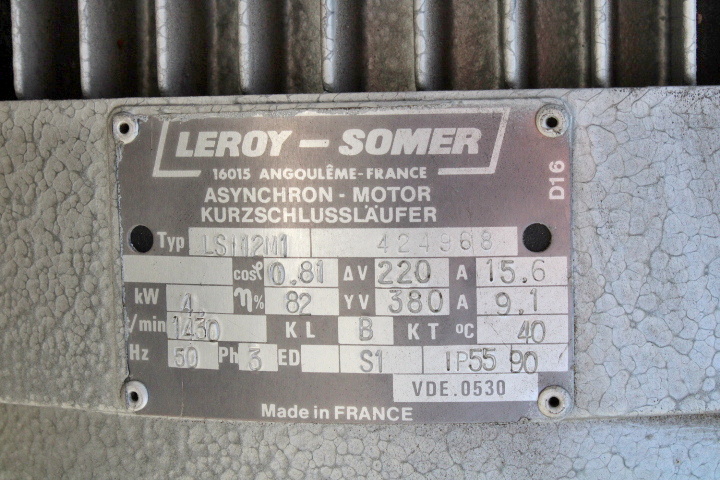 LEROY-SOMER
16015 ANGOULÊME-FRANCE
ASYNCHRON-MOTOR
KURZSCHLUSSLÄUFER
D16
Typ LS112M1 424968
cosφ 0.81 ΔV 220 A 15.6
kW 4 η% 82 YV 380 A 9.1
/min 1430 KL B KT °C 40
Hz 50 Ph 3 ED S1 IP55 90
VDE.0530
Made in FRANCE